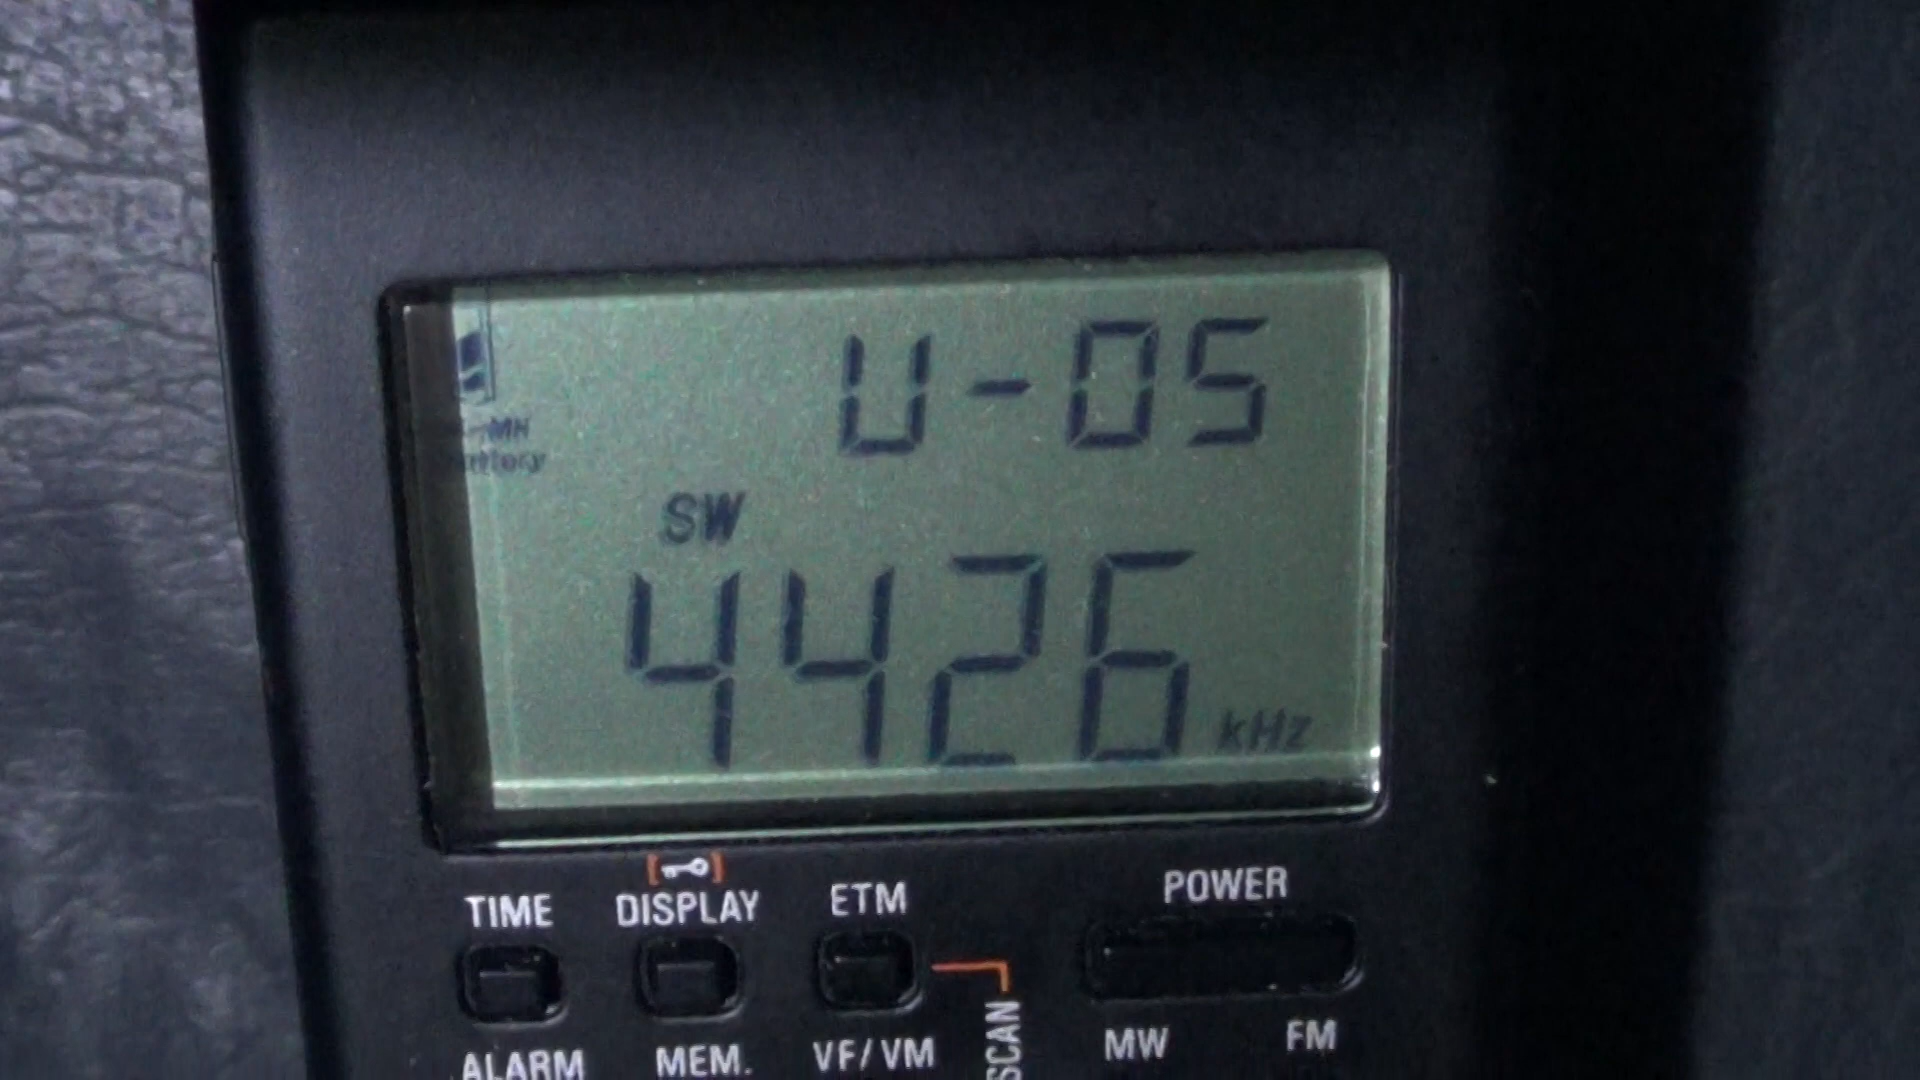 U-05
SW
4426 kHz
TIME DISPLAY ETM POWER
ALARM MEM. VF/VM SCAN MW FM